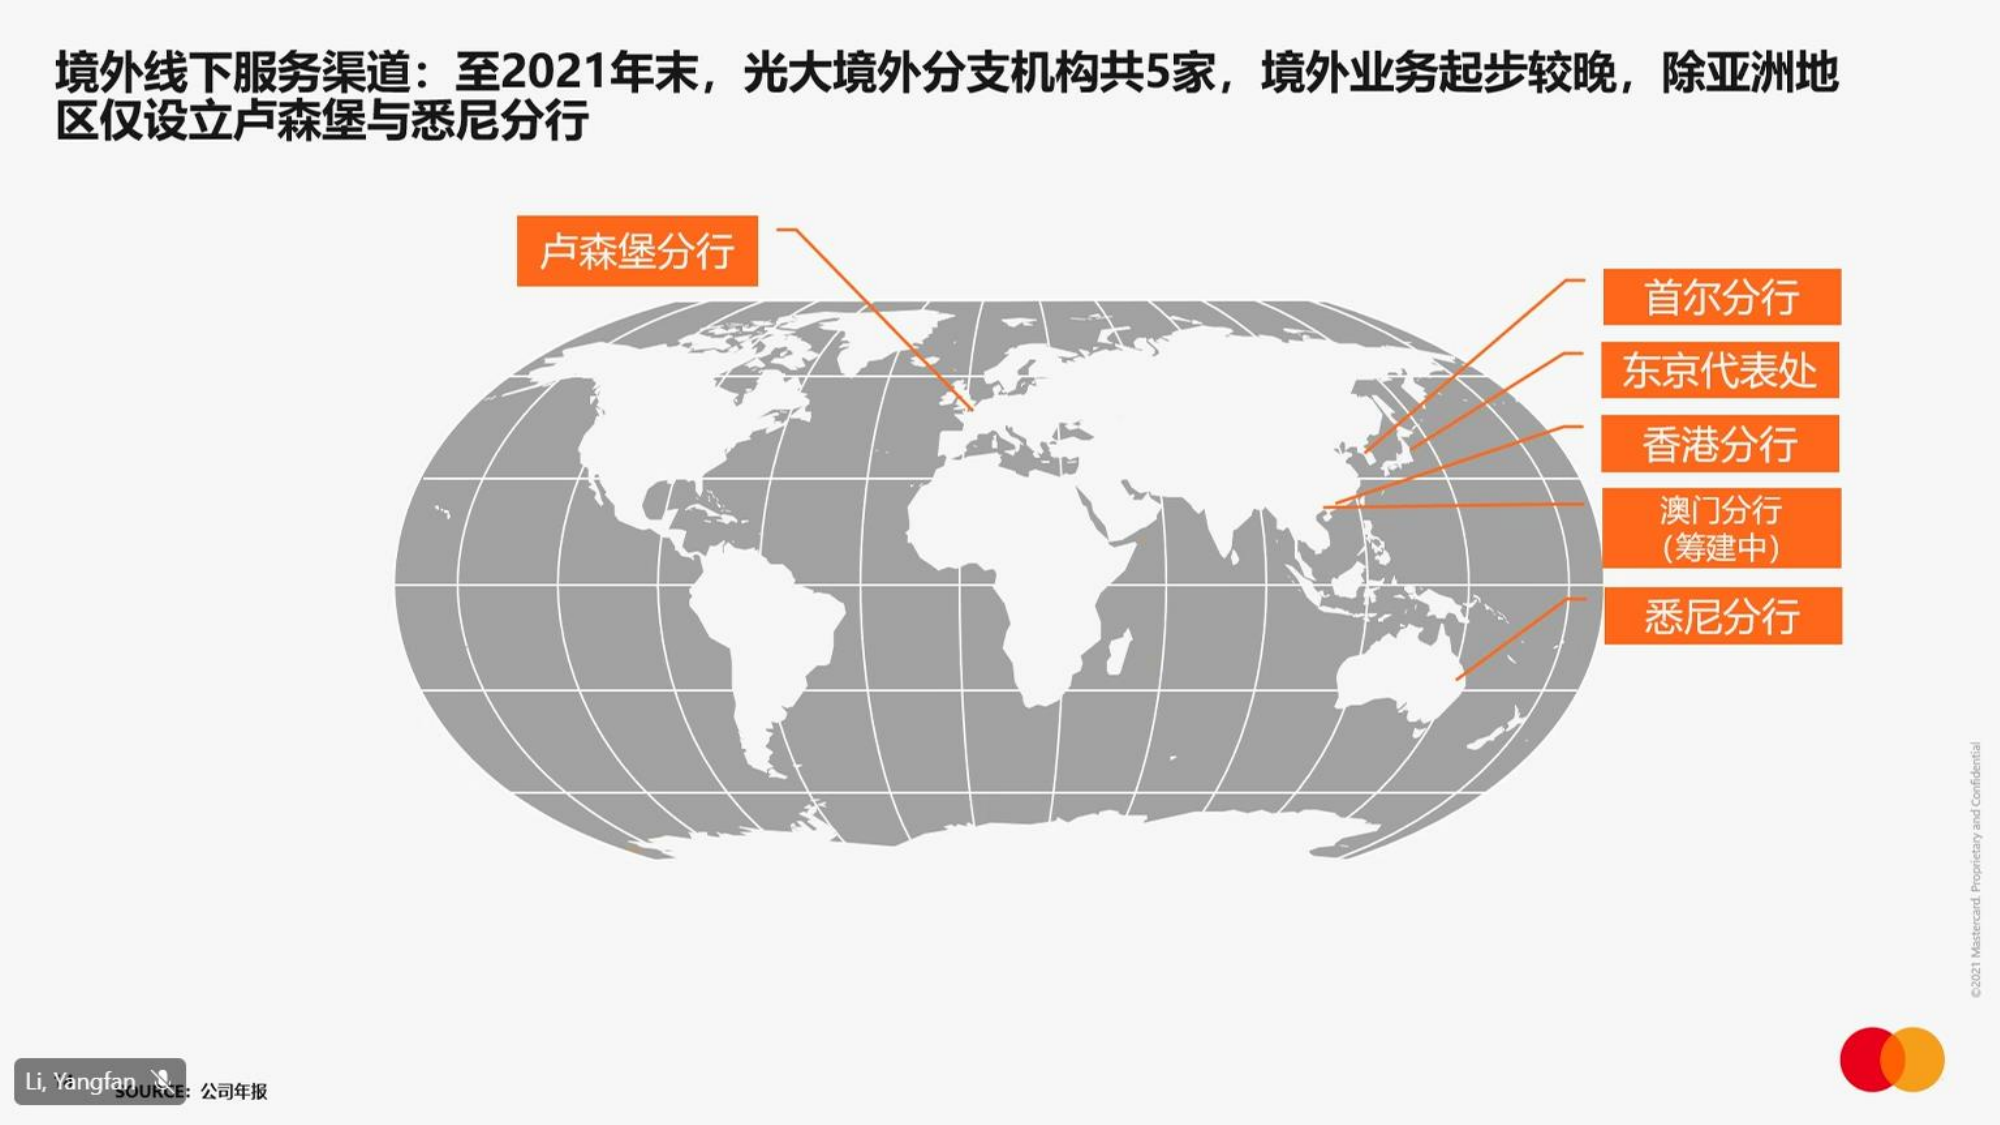 境外线下服务渠道：至2021年末，光大境外分支机构共5家，境外业务起步较晚，除亚洲地
区仅设立卢森堡与悉尼分行
卢森堡分行
首尔分行
东京代表处
香港分行
澳门分行
（筹建中）
悉尼分行
©2021 Mastercard. Proprietary and Confidential
Li, Yangfan
SOURCE：公司年报